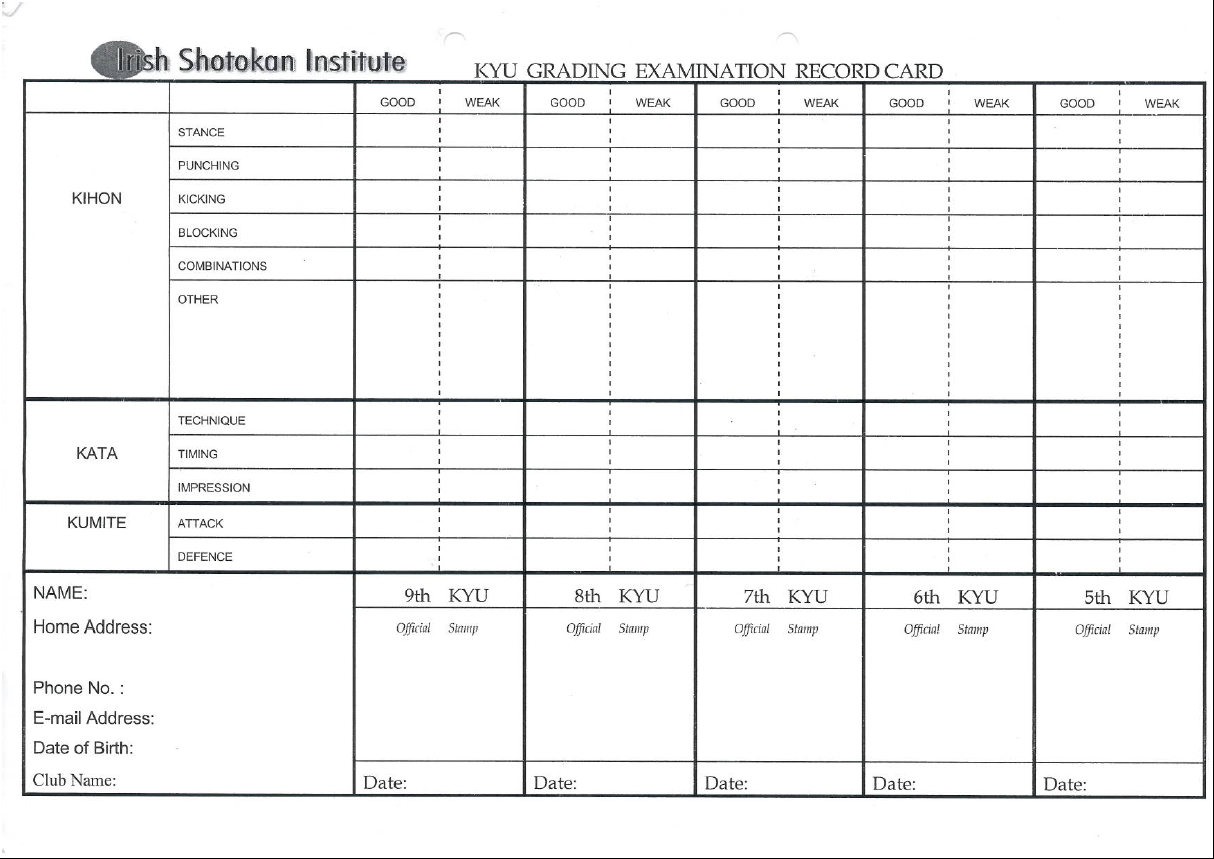 Irish Shotokan Institute
KYU GRADING EXAMINATION RECORD CARD
GOOD WEAK GOOD WEAK GOOD WEAK GOOD WEAK GOOD WEAK
KIHON
STANCE
PUNCHING
KICKING
BLOCKING
COMBINATIONS
OTHER
KATA
TECHNIQUE
TIMING
IMPRESSION
KUMITE
ATTACK
DEFENCE
NAME:
Home Address:
Phone No. :
E-mail Address:
Date of Birth:
Club Name:
9th KYU
Official Stamp
Date:
8th KYU
Official Stamp
Date:
7th KYU
Official Stamp
Date:
6th KYU
Official Stamp
Date:
5th KYU
Official Stamp
Date: